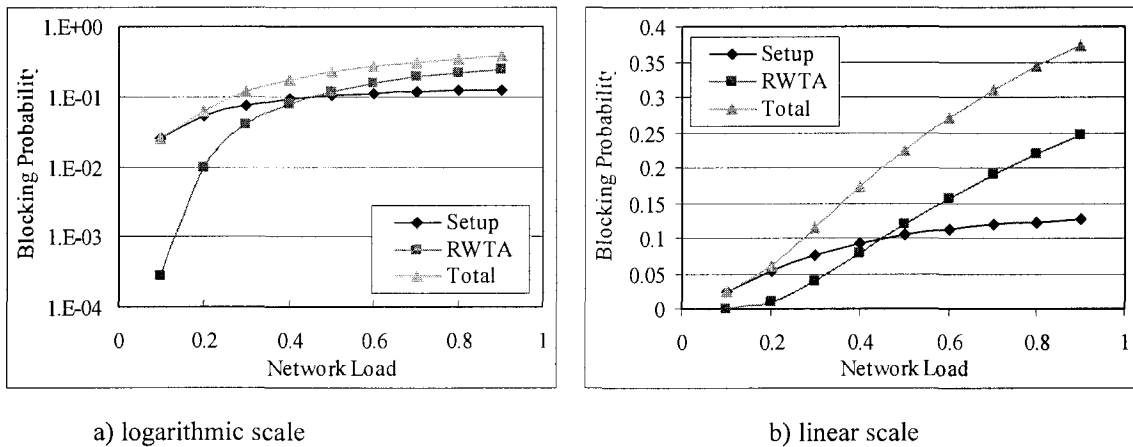 1.E+00
1.E-01
1.E-02
1.E-03
1.E-04
Blocking Probability
Setup
RWTA
Total
0 0.2 0.4 0.6 0.8 1
Network Load
a) logarithmic scale
0.4
0.35
0.3
0.25
0.2
0.15
0.1
0.05
0
Blocking Probability
Setup
RWTA
Total
0 0.2 0.4 0.6 0.8 1
Network Load
b) linear scale